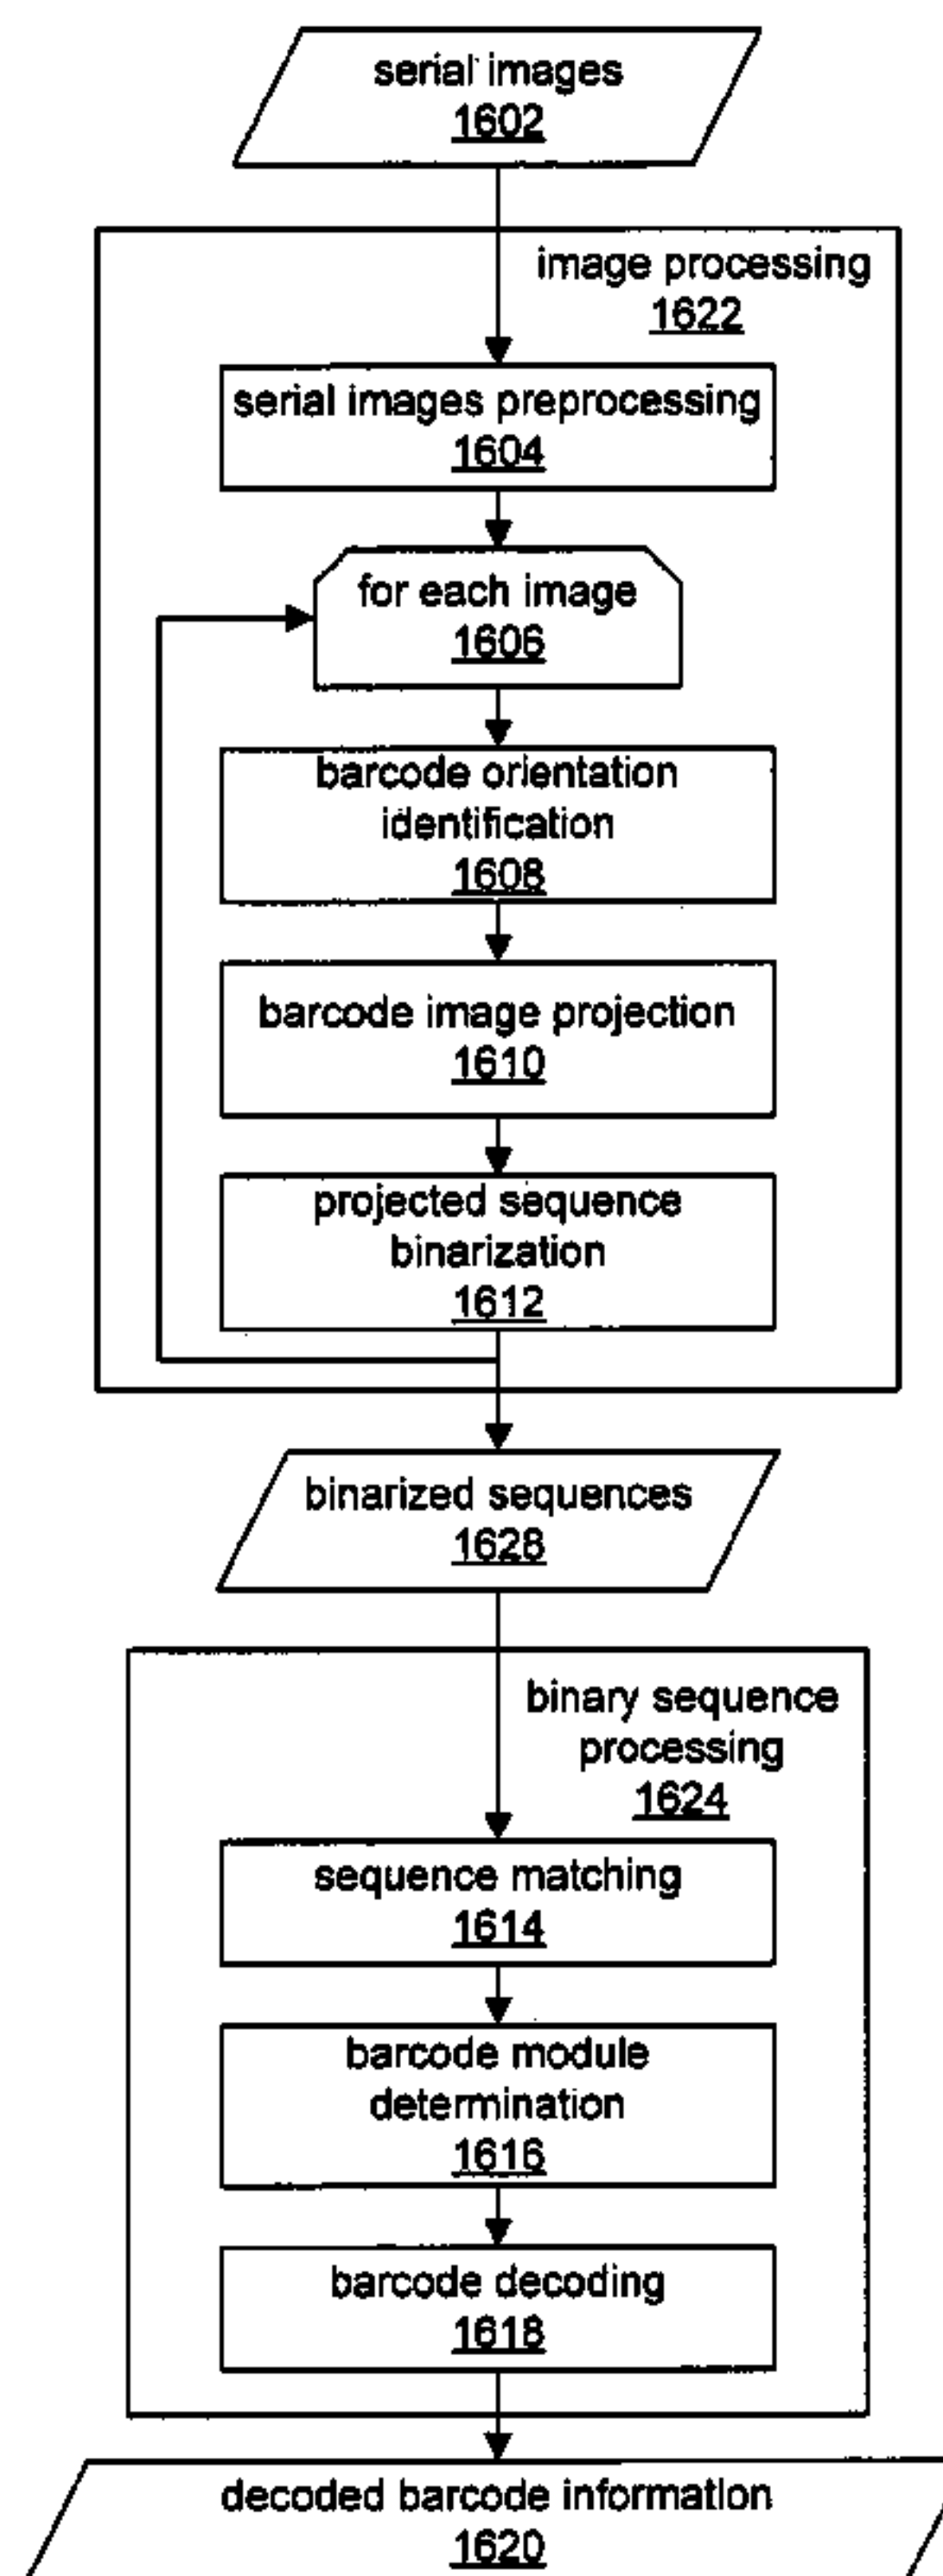 serial images
1602
image processing
1622
serial images preprocessing
1604
for each image
1606
barcode orientation
identification
1608
barcode image projection
1610
projected sequence
binarization
1612
binarized sequences
1628
binary sequence
processing
1624
sequence matching
1614
barcode module
determination
1616
barcode decoding
1618
decoded barcode information
1620